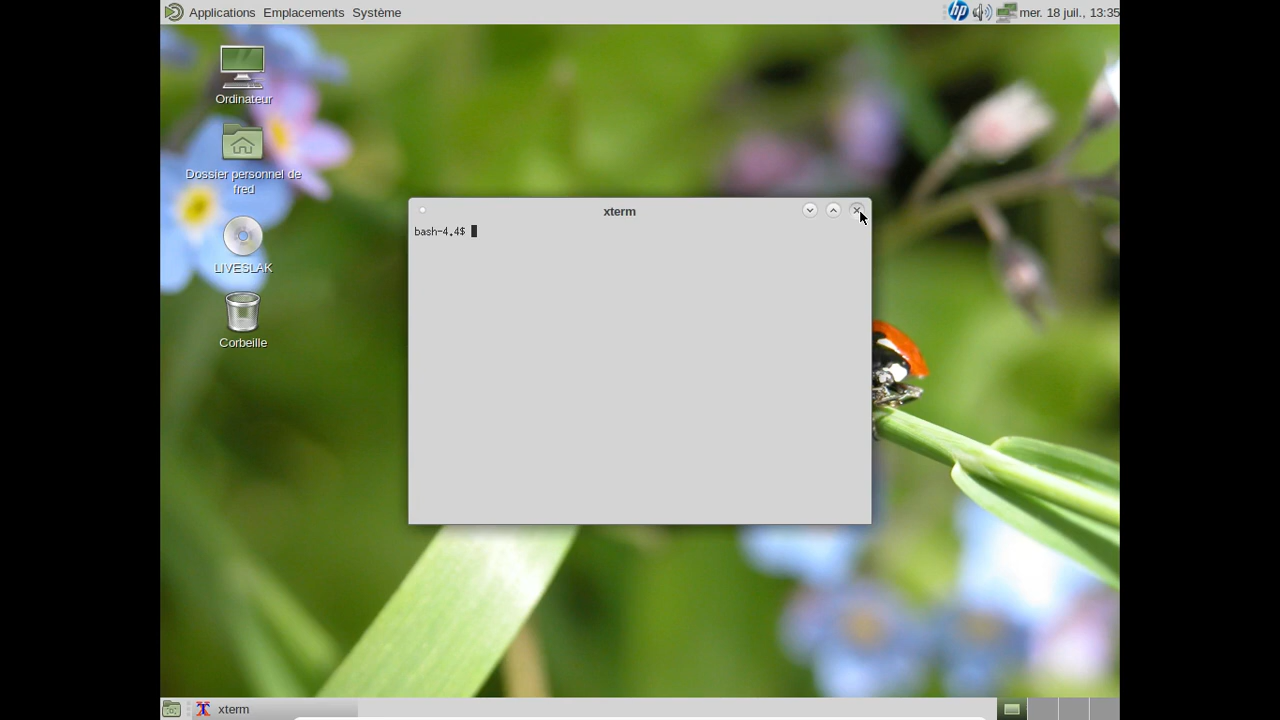 Applications Emplacements Système
hp mer. 18 juil., 13:35
Ordinateur
Dossier personnel de
fred
LIVESLAK
Corbeille
xterm
bash-4.4$
xterm